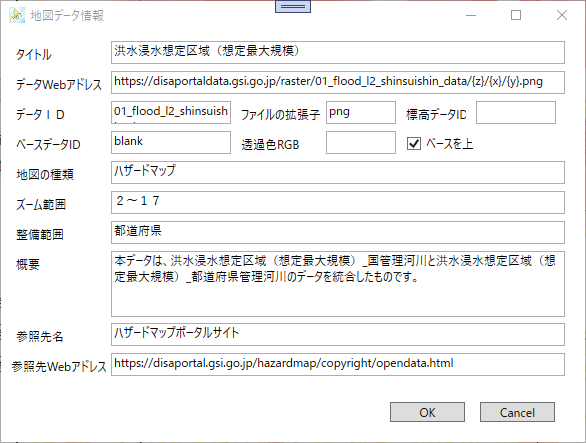 地図データ情報
タイトル 洪水浸水想定区域（想定最大規模）
データWebアドレス https://disaportaldata.gsi.go.jp/raster/01_flood_l2_shinsuishin_data/{z}/{x}/{y}.png
データＩＤ 01_flood_l2_shinsuish ファイルの拡張子 png 標高データID
ベースデータID blank 透過色RGB ベースを上
地図の種類 ハザードマップ
ズーム範囲 ２～１７
整備範囲 都道府県
概要 本データは、洪水浸水想定区域（想定最大規模）_国管理河川と洪水浸水想定区域（想
定最大規模）_都道府県管理河川のデータを統合したものです。
参照先名 ハザードマップポータルサイト
参照先Webアドレス https://disaportal.gsi.go.jp/hazardmap/copyright/opendata.html
OK Cancel